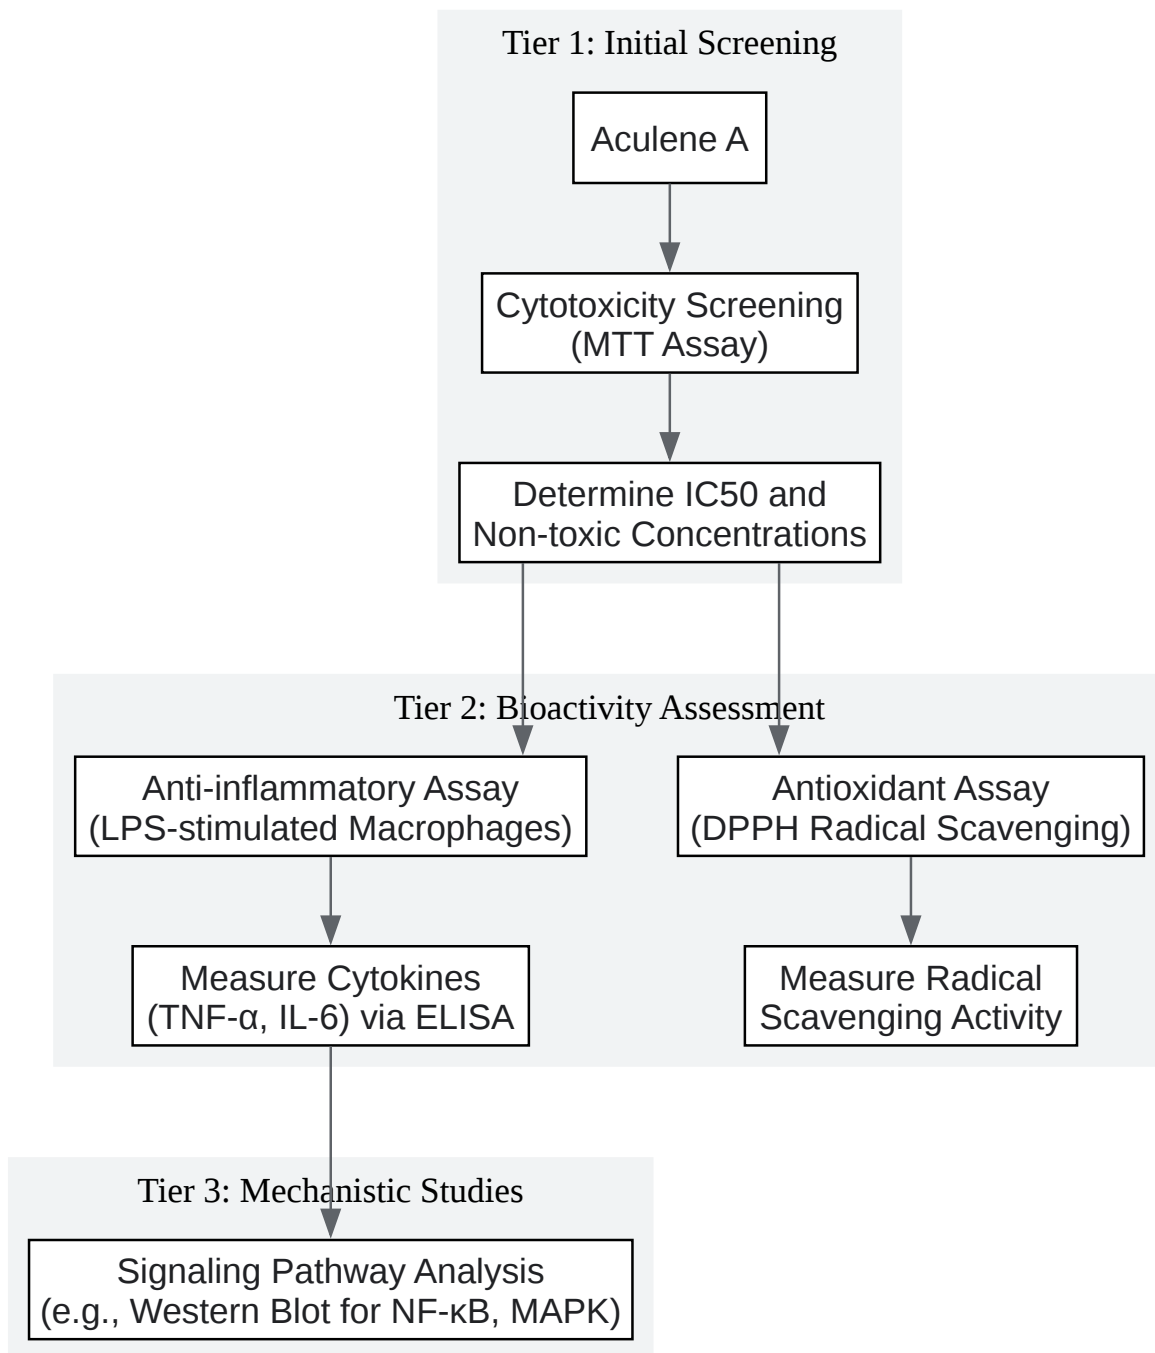 Tier 1: Initial Screening
Aculene A
Cytotoxicity Screening
(MTT Assay)
Determine IC50 and
Non-toxic Concentrations
Tier 2: Bioactivity Assessment
Anti-inflammatory Assay
(LPS-stimulated Macrophages)
Antioxidant Assay
(DPPH Radical Scavenging)
Measure Cytokines
(TNF-α, IL-6) via ELISA
Measure Radical
Scavenging Activity
Tier 3: Mechanistic Studies
Signaling Pathway Analysis
(e.g., Western Blot for NF-κB, MAPK)